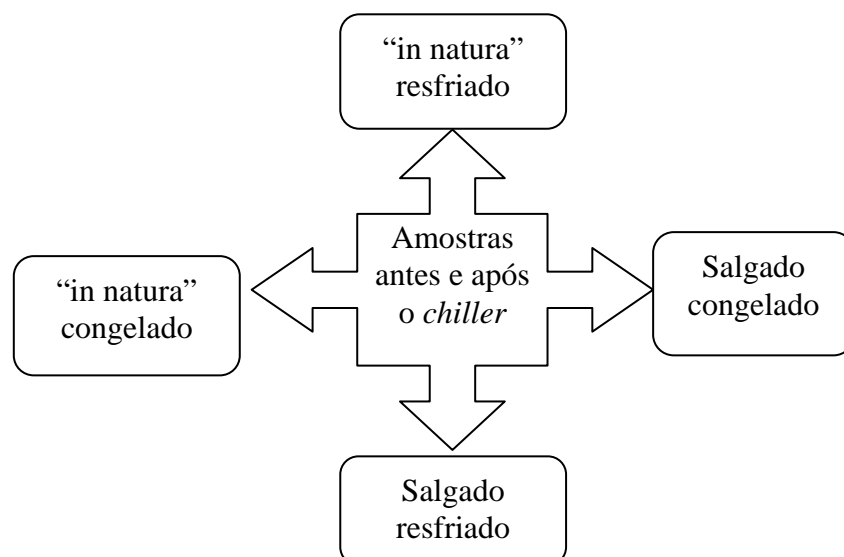 “in natura”
resfriado
Amostras
antes e após
o chiller
“in natura”
congelado
Salgado
congelado
Salgado
resfriado